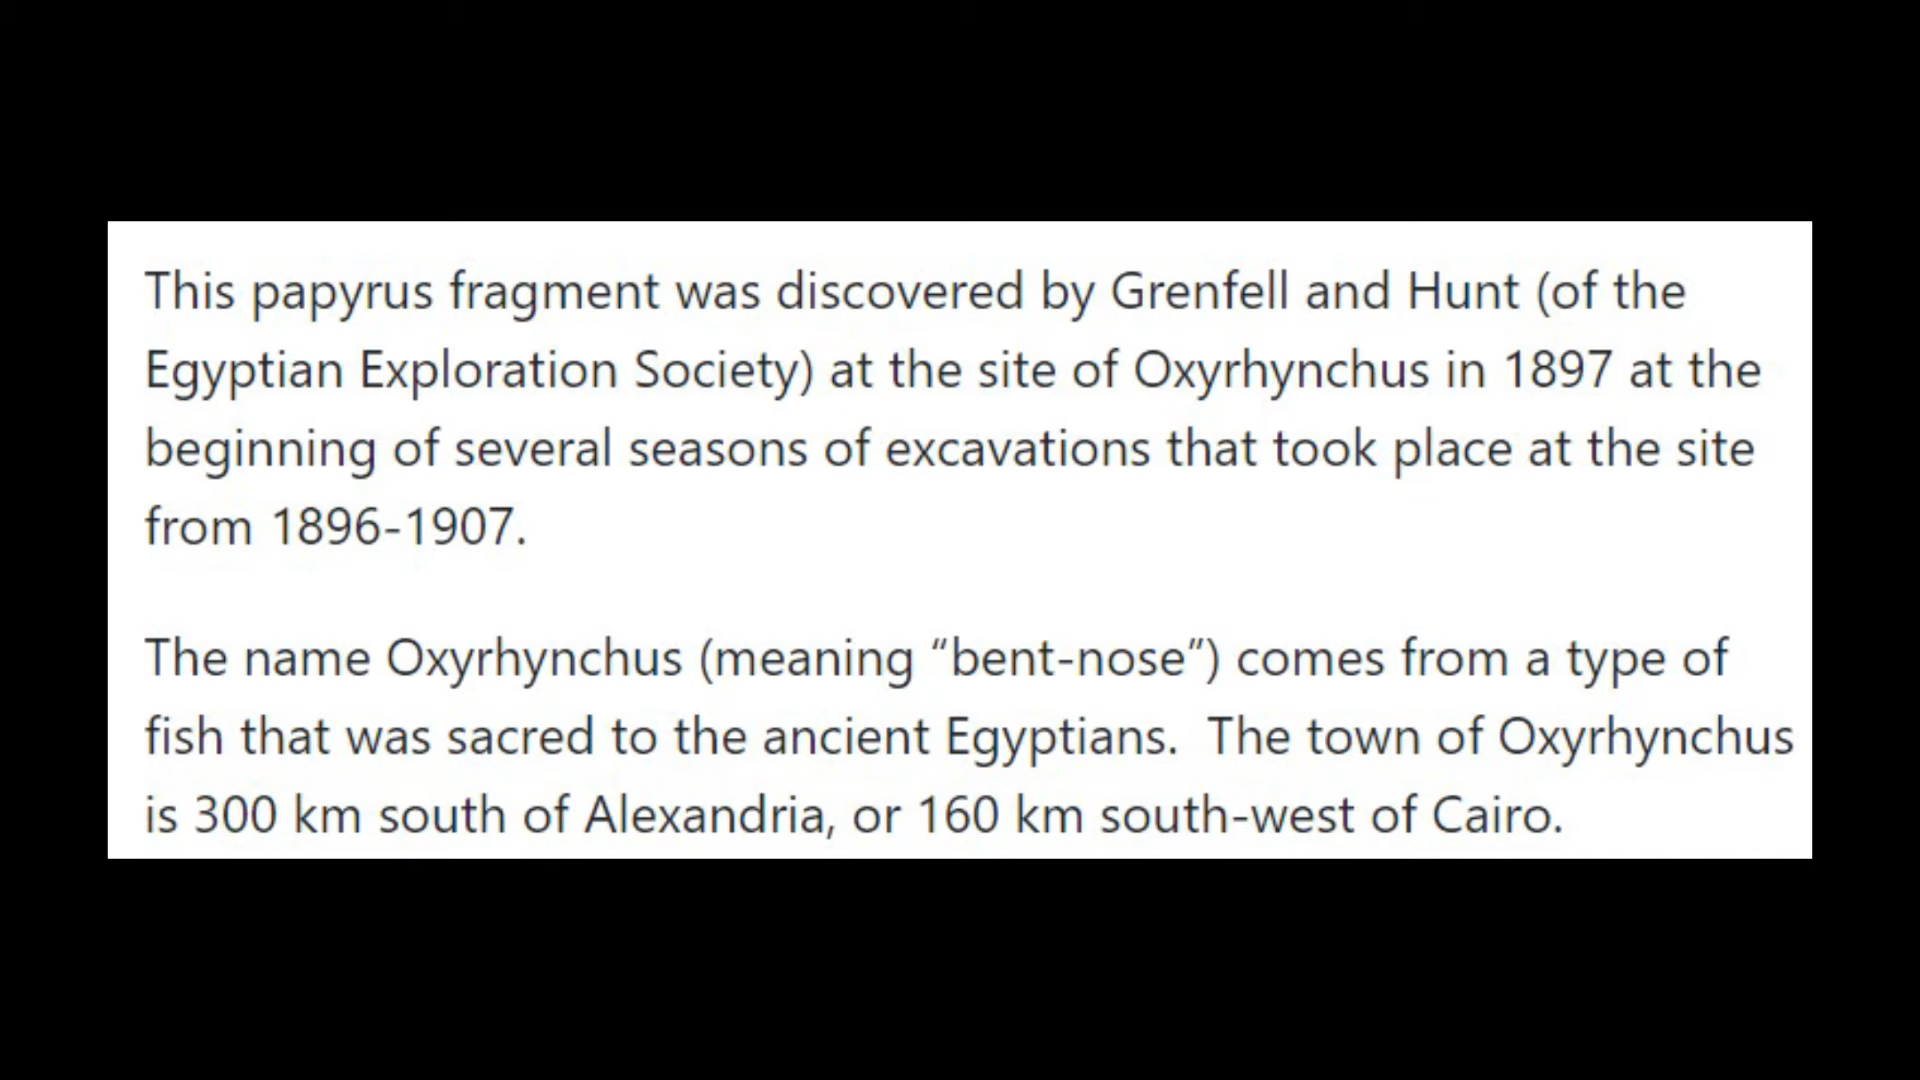 This papyrus fragment was discovered by Grenfell and Hunt (of the
Egyptian Exploration Society) at the site of Oxyrhynchus in 1897 at the
beginning of several seasons of excavations that took place at the site
from 1896-1907.
The name Oxyrhynchus (meaning “bent-nose”) comes from a type of
fish that was sacred to the ancient Egyptians.  The town of Oxyrhynchus
is 300 km south of Alexandria, or 160 km south-west of Cairo.